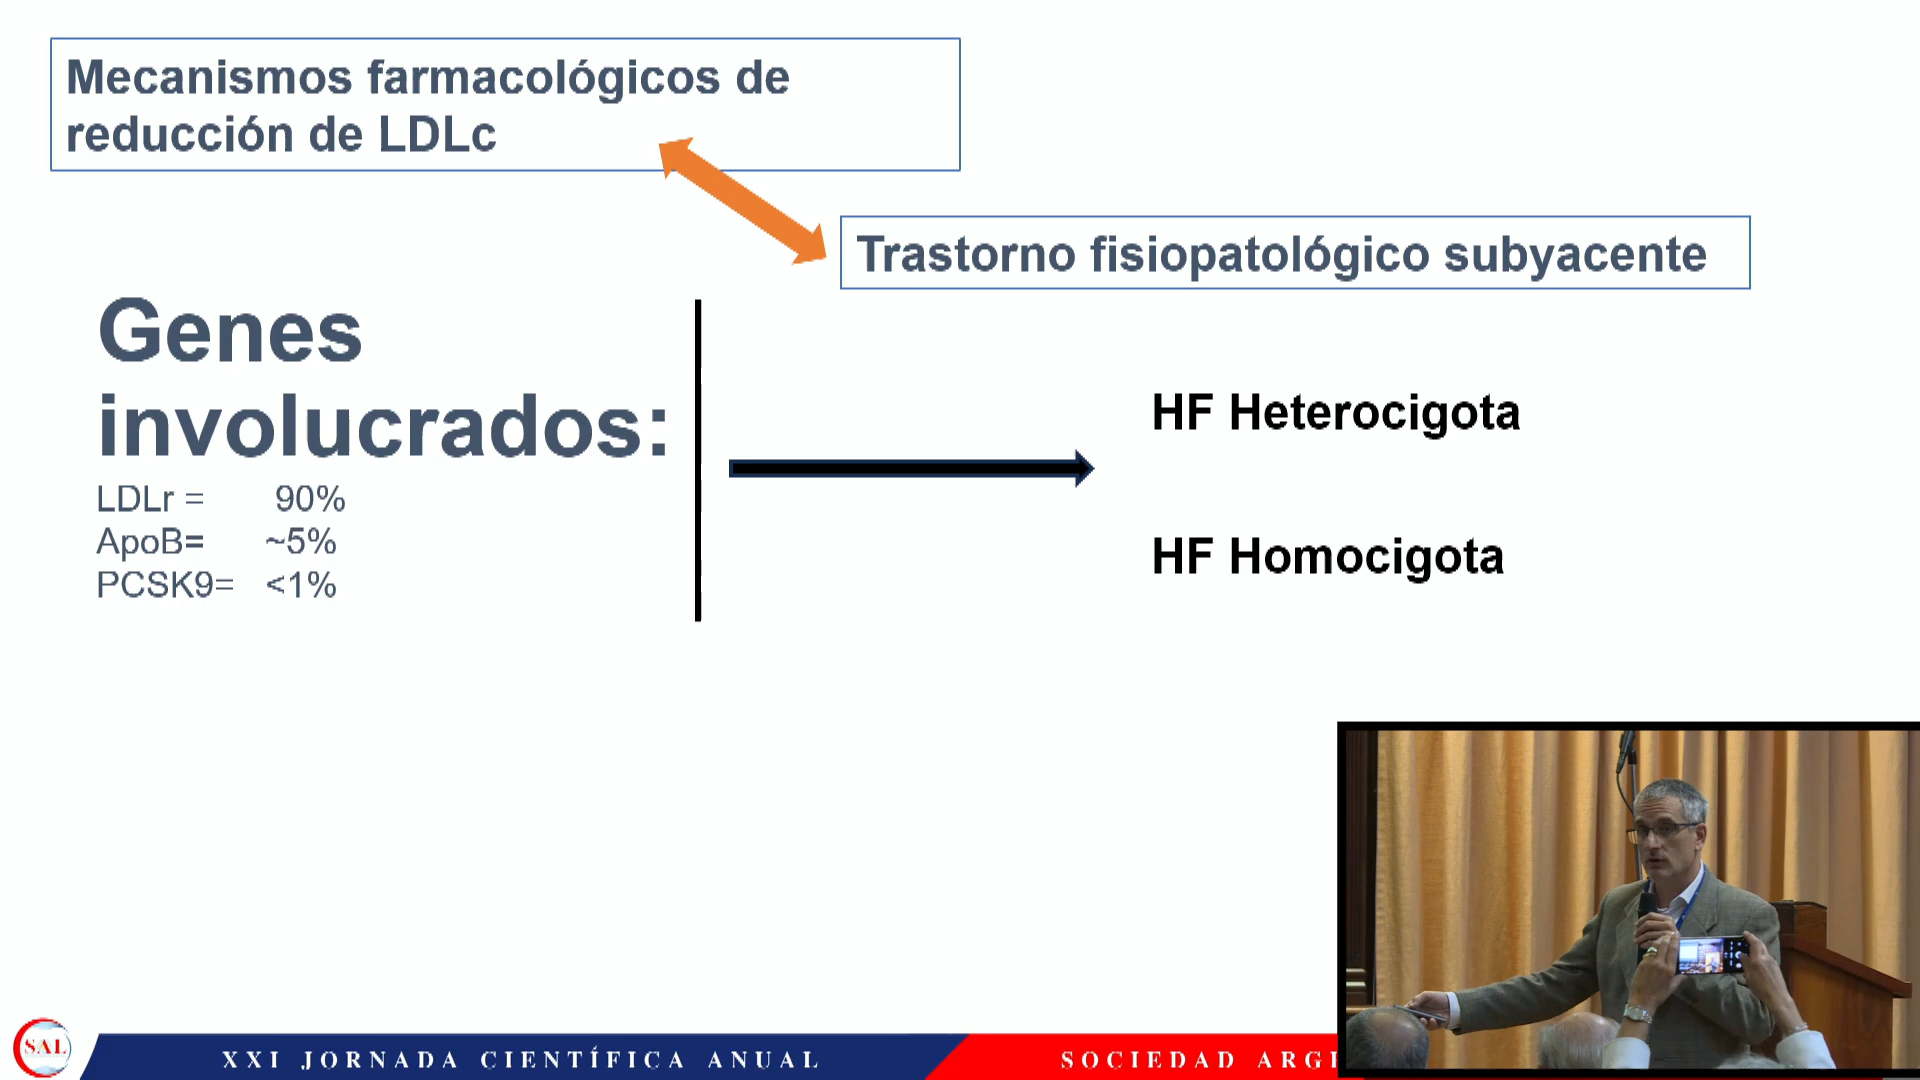 Mecanismos farmacológicos de
reducción de LDLc
Trastorno fisiopatológico subyacente
Genes
involucrados:
LDLr = 90%
ApoB= ~5%
PCSK9= <1%
HF Heterocigota
HF Homocigota
SAL
XXI JORNADA CIENTÍFICA ANUAL
SOCIEDAD